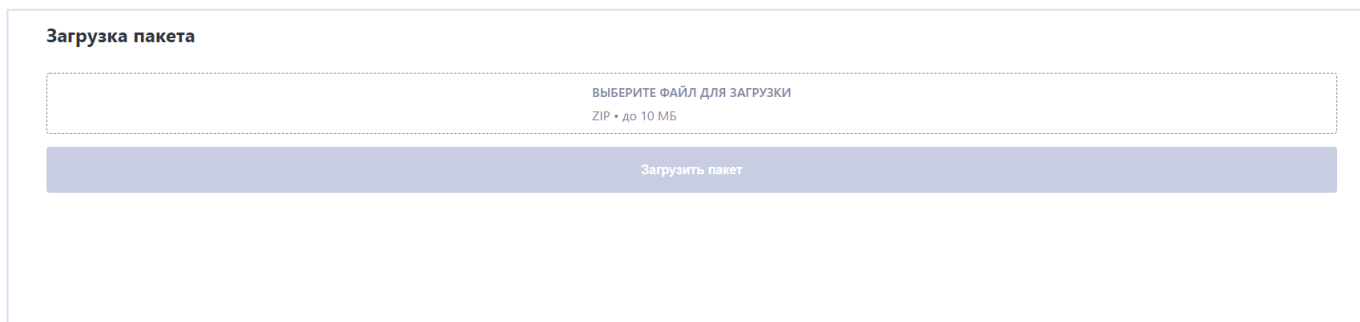 Загрузка пакета
ВЫБЕРИТЕ ФАЙЛ ДЛЯ ЗАГРУЗКИ
ZIP • до 10 МБ
Загрузить пакет